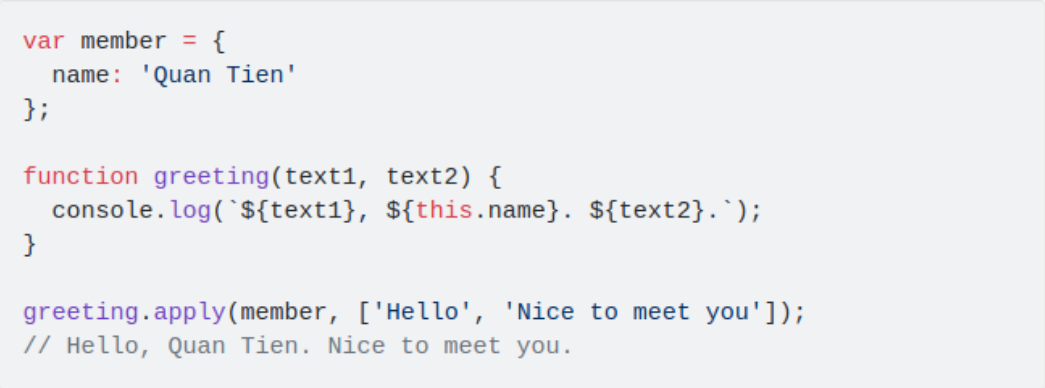 var member = {
  name: 'Quan Tien'
};

function greeting(text1, text2) {
  console.log(`${text1}, ${this.name}. ${text2}.`);
}

greeting.apply(member, ['Hello', 'Nice to meet you']);
// Hello, Quan Tien. Nice to meet you.